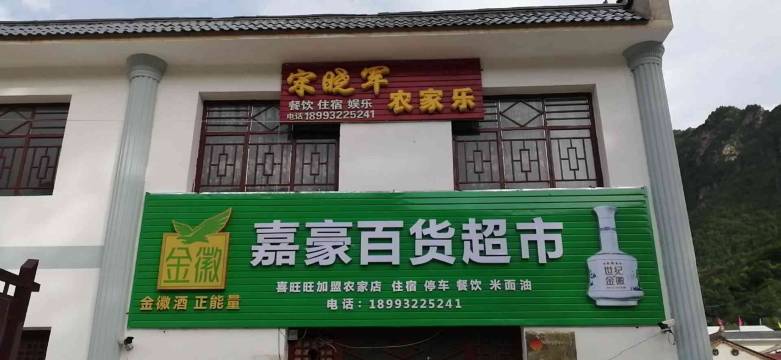 宋晓军
餐饮 住宿 娱乐
农家乐
电话:18993225241
金徽
嘉豪百货超市
世纪
金徽
喜旺旺加盟农家店 住宿 停车 餐饮 米面油
金徽酒 正能量
电话:18993225241